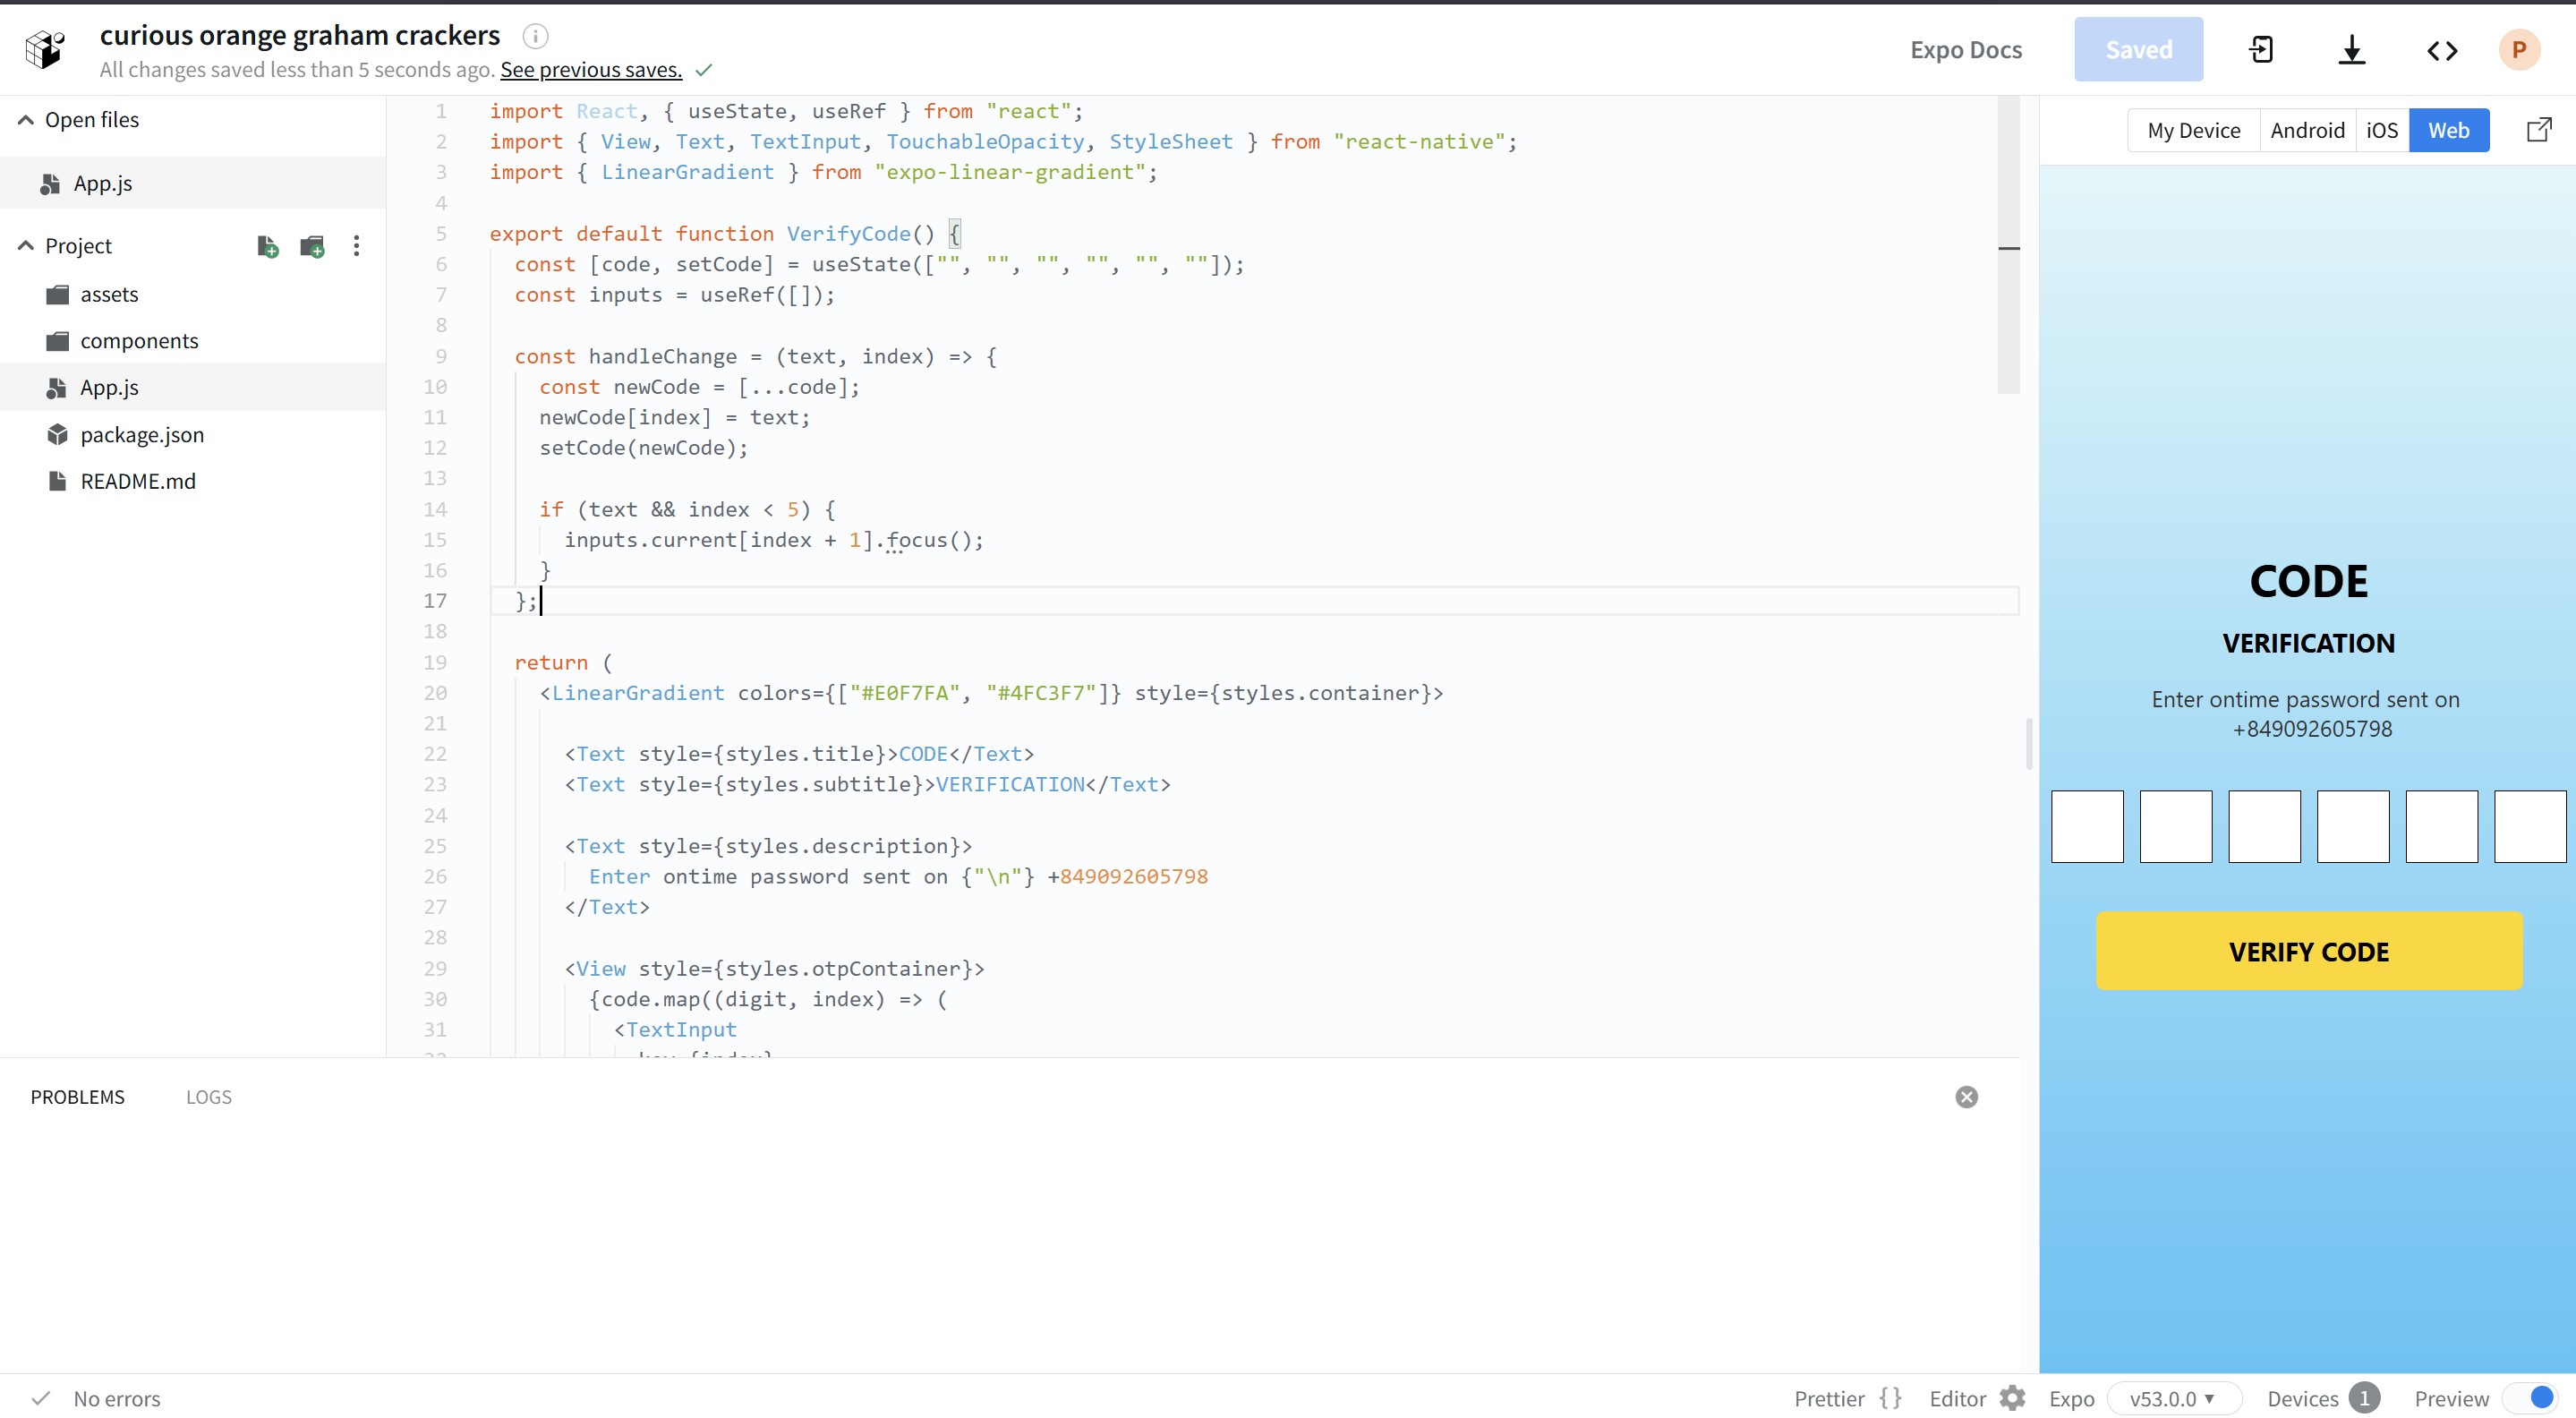 curious orange graham crackers
All changes saved less than 5 seconds ago. See previous saves.
Expo Docs
Saved
P
Open files
App.js
Project
assets
components
App.js
package.json
README.md
1 import React, { useState, useRef } from "react";
2 import { View, Text, TextInput, TouchableOpacity, StyleSheet } from "react-native";
3 import { LinearGradient } from "expo-linear-gradient";
4
5 export default function VerifyCode() {
6 const [code, setCode] = useState(["", "", "", "", "", ""]);
7 const inputs = useRef([]);
8
9 const handleChange = (text, index) => {
10 const newCode = [...code];
11 newCode[index] = text;
12 setCode(newCode);
13
14 if (text && index < 5) {
15 inputs.current[index + 1].focus();
16 }
17 };
18
19 return (
20 <LinearGradient colors={["#E0F7FA", "#4FC3F7"]} style={styles.container}>
21
22 <Text style={styles.title}>CODE</Text>
23 <Text style={styles.subtitle}>VERIFICATION</Text>
24
25 <Text style={styles.description}>
26 Enter ontime password sent on {"\n"} +849092605798
27 </Text>
28
29 <View style={styles.otpContainer}>
30 {code.map((digit, index) => (
31 <TextInput
My Device
Android
iOS
Web
CODE
VERIFICATION
Enter ontime password sent on
+849092605798
VERIFY CODE
PROBLEMS
LOGS
No errors
Prettier {}
Editor
Expo
v53.0.0
Devices 1
Preview